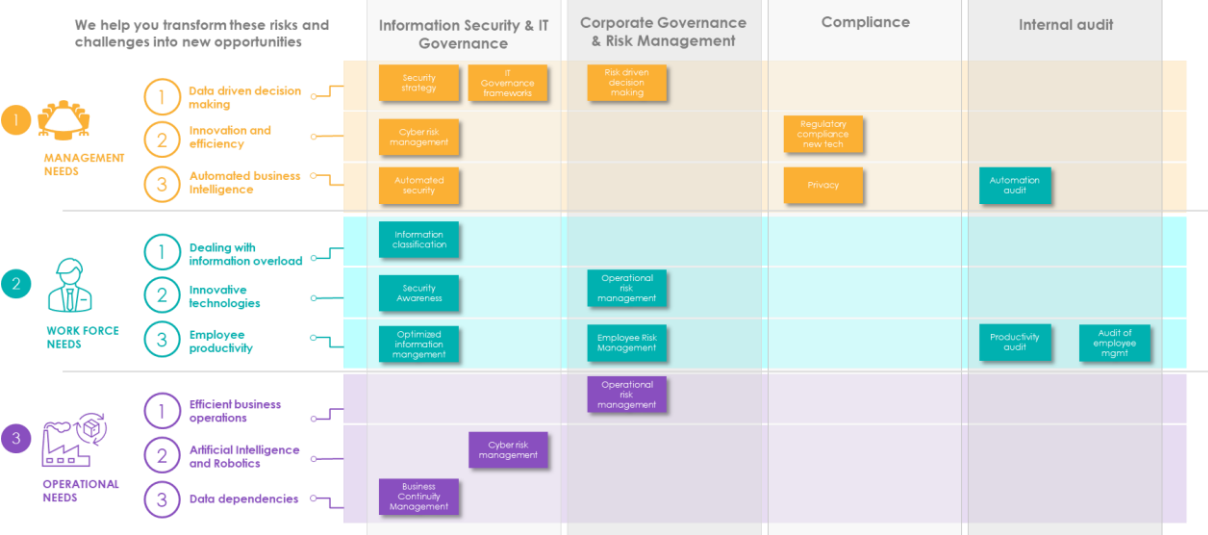 We help you transform these risks and
challenges into new opportunities
Information Security & IT
Governance
Corporate Governance
& Risk Management
Compliance
Internal audit
1
MANAGEMENT
NEEDS
1
Data driven decision
making
Security
strategy
IT
Governance
frameworks
Risk driven
decision
making
2
Innovation and
efficiency
Cyber risk
management
Regulatory
compliance
new tech
3
Automated business
Intelligence
Automated
security
Privacy
Automation
audit
2
WORK FORCE
NEEDS
1
Dealing with
information overload
Information
classification
2
Innovative
technologies
Security
Awareness
Operational
risk
management
3
Employee
productivity
Optimized
information
mangement
Employee Risk
Management
Productivity
audit
Audit of
employee
mgmt
3
OPERATIONAL
NEEDS
1
Efficient business
operations
Operational
risk
management
2
Artificial Intelligence
and Robotics
Cyber risk
management
3
Data dependencies
Business
Continuity
Management